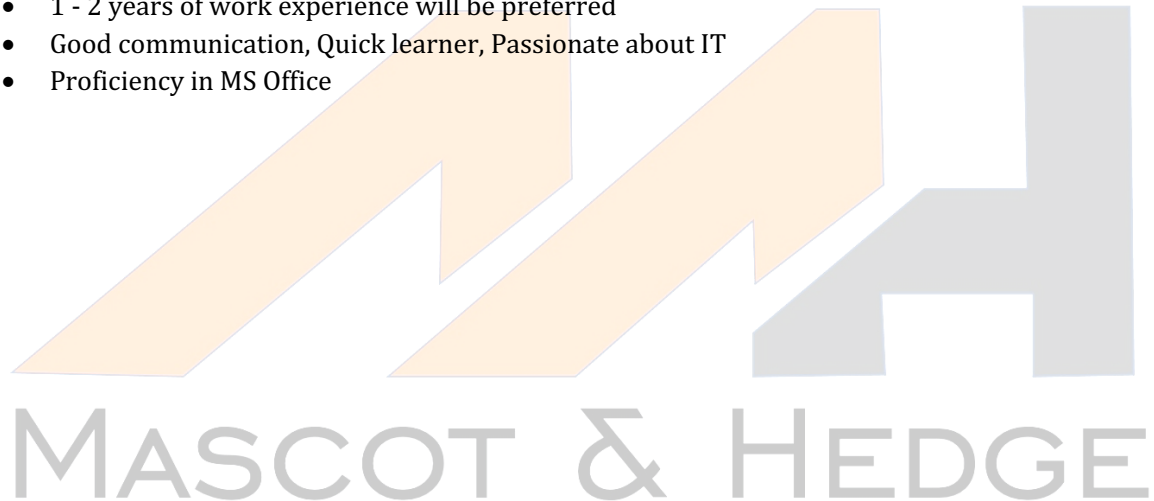 • 1 - 2 years of work experience will be preferred
• Good communication, Quick learner, Passionate about IT
• Proficiency in MS Office
MASCOT & HEDGE